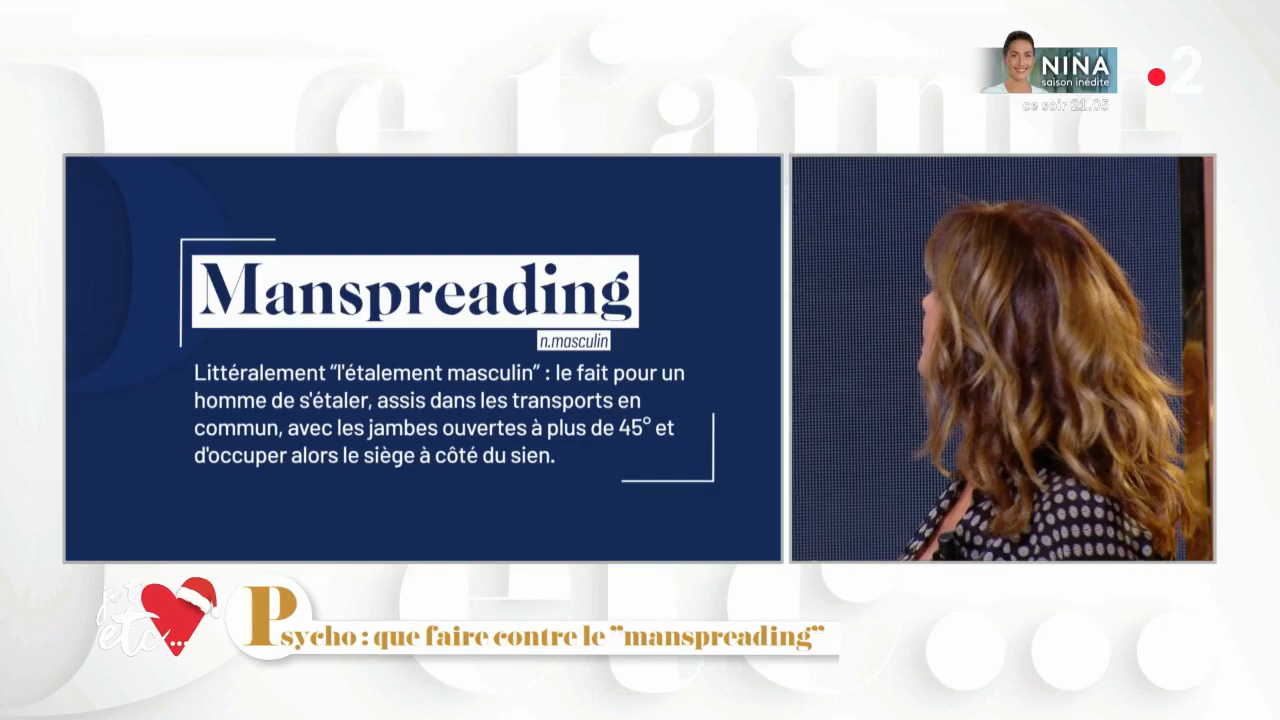 NINA
saison inédite
ce soir 21.05
2
Manspreading
n.masculin
Littéralement “l'étalement masculin” : le fait pour un
homme de s'étaler, assis dans les transports en
commun, avec les jambes ouvertes à plus de 45° et
d'occuper alors le siège à côté du sien.
etc...
Psycho : que faire contre le “manspreading”